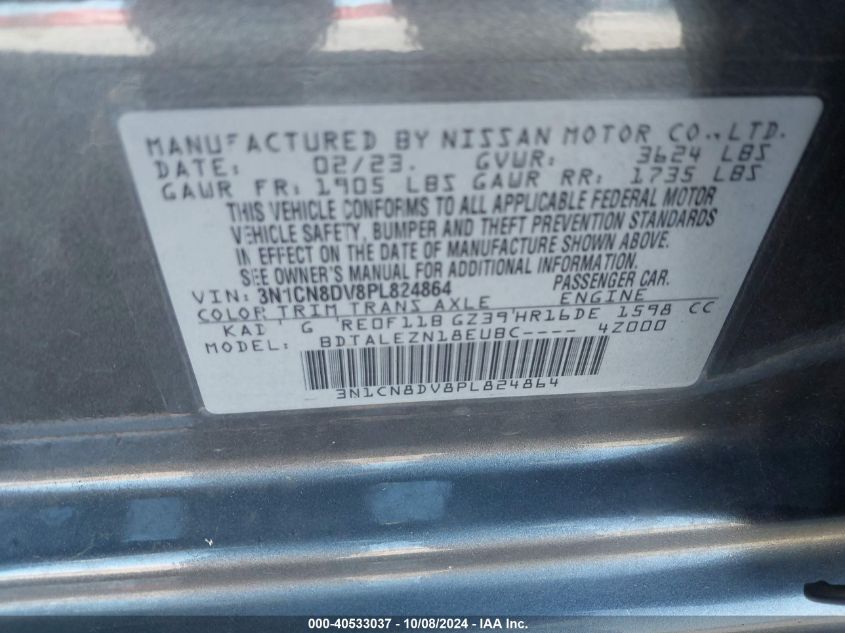 MANUFACTURED BY NISSAN MOTOR CO., LTD.
DATE: 02/23. GVWR: 3624 LBS
GAWR FR: 1905 LBS GAWR RR: 1735 LBS
THIS VEHICLE CONFORMS TO ALL APPLICABLE FEDERAL MOTOR
VEHICLE SAFETY, BUMPER AND THEFT PREVENTION STANDARDS
IN EFFECT ON THE DATE OF MANUFACTURE SHOWN ABOVE.
SEE OWNER'S MANUAL FOR ADDITIONAL INFORMATION.
VIN: 3N1CN8DV8PL824864 PASSENGER CAR.
COLOR TRIM TRANS AXLE ENGINE
KAD G RE0F11B GZ39 HR16DE 1598 CC
MODEL: BDTALEZN18EUBC---- 4Z000
3N1CN8DV8PL824864
000-40533037 - 10/08/2024 - IAA Inc.